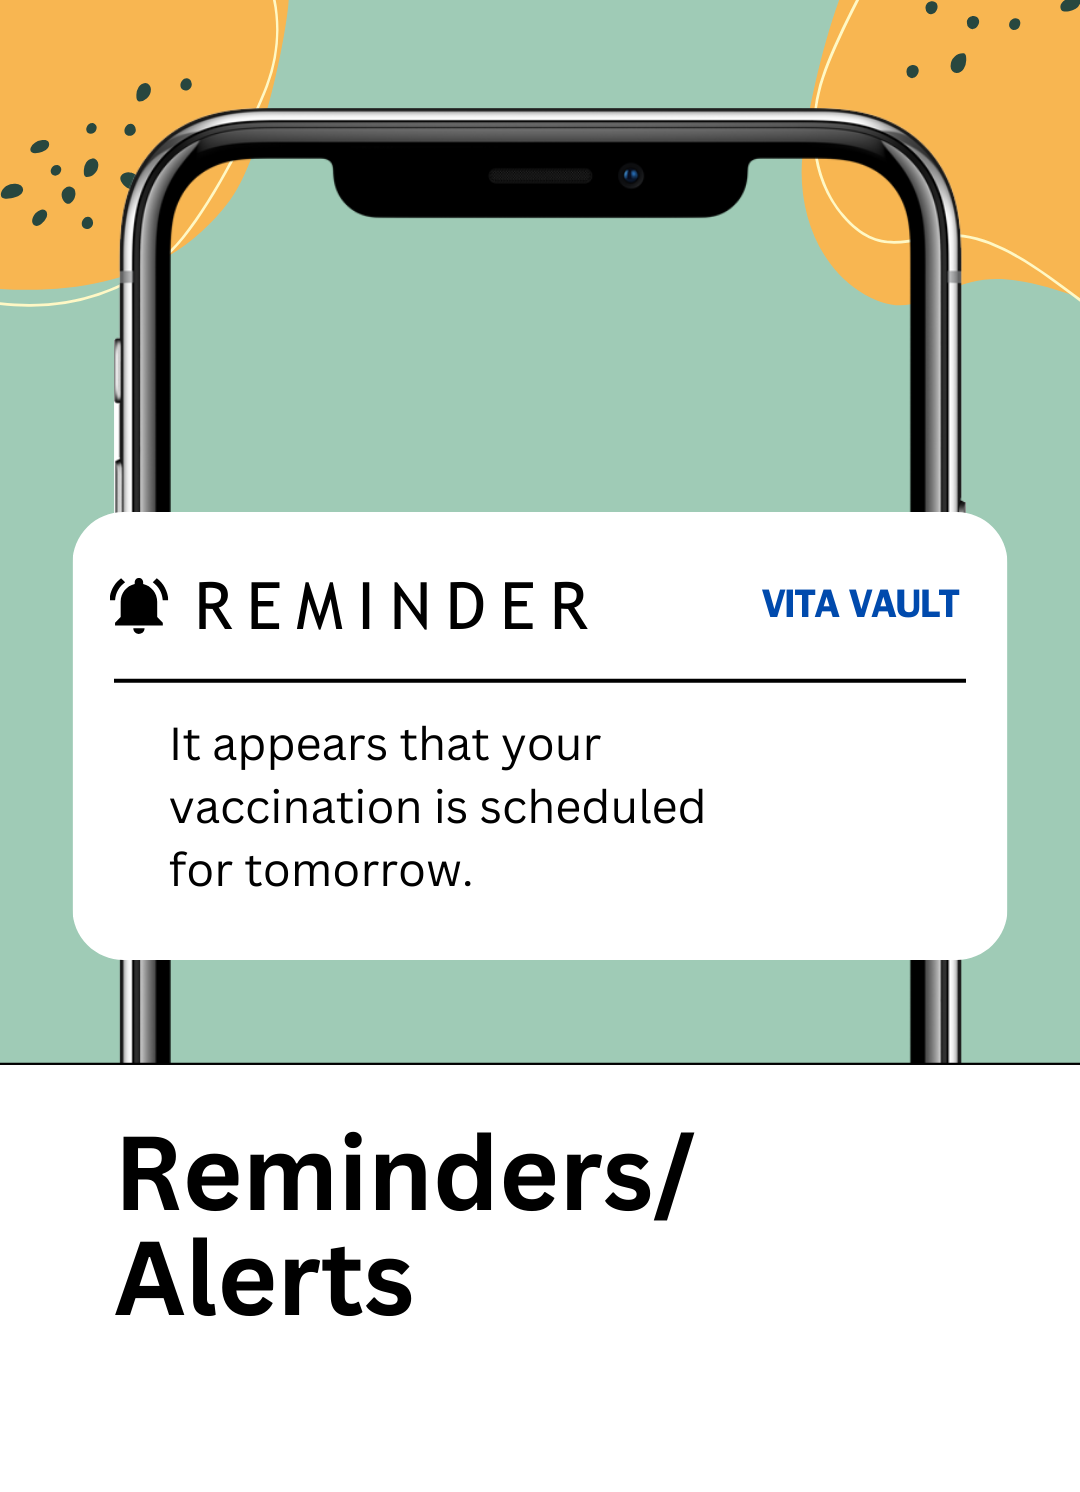 REMINDER
VITA VAULT
It appears that your
vaccination is scheduled
for tomorrow.
Reminders/
Alerts